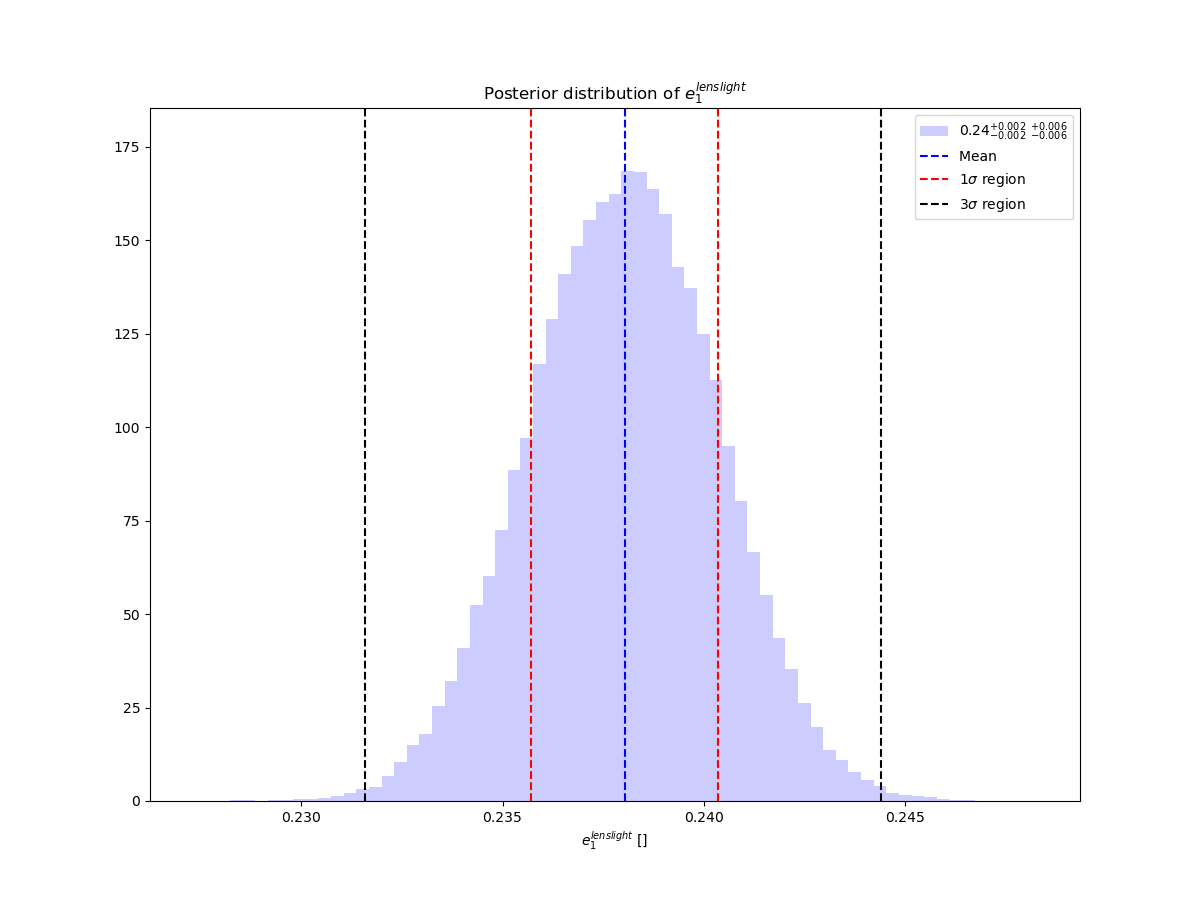 Posterior distribution of $e_1^{lenslight}$
175
150
125
100
75
50
25
0
0.230 0.235 0.240 0.245
$e_1^{lenslight}$ []
$0.24^{+0.002}_{-0.002}{}^{+0.006}_{-0.006}$
Mean
1σ region
3σ region